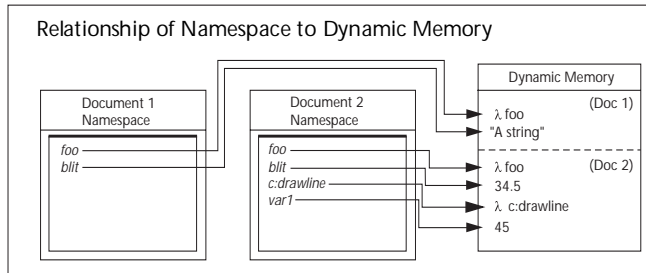 Relationship of Namespace to Dynamic Memory
Document 1
Namespace
foo
blit
Document 2
Namespace
foo
blit
c:drawline
var1
Dynamic Memory
(Doc 1)
λ foo
"A string"
λ foo (Doc 2)
34.5
λ c:drawline
45